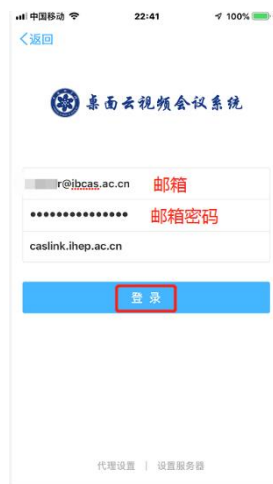 中国移动 22:41 100%
返回
桌面云视频会议系统
r@ibcas.ac.cn 邮箱
●●●●●●●●●●●●●●● 邮箱密码
caslink.ihep.ac.cn
登 录
代理设置 | 设置服务器